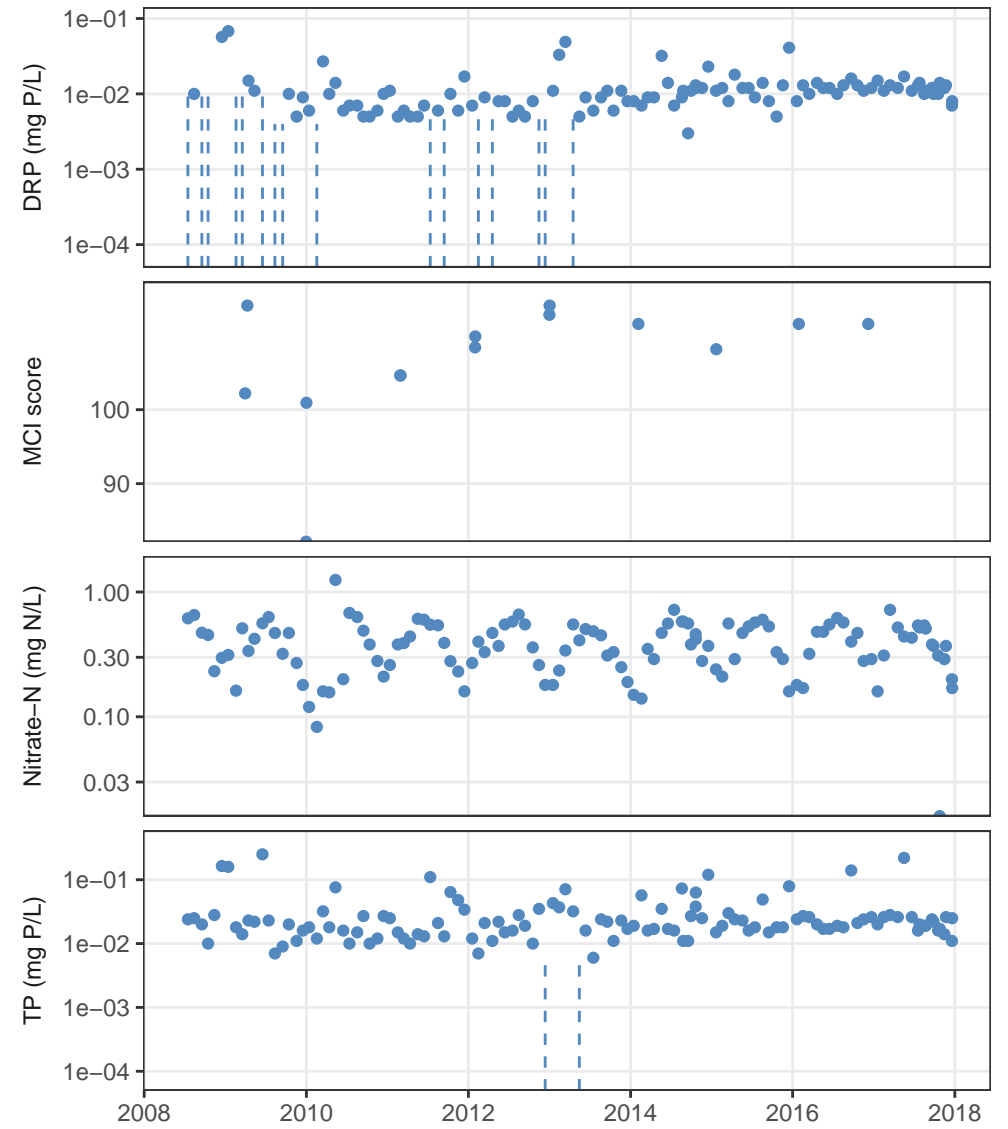 DRP (mg P/L)
1e−01
1e−02
1e−03
1e−04
MCI score
100
90
Nitrate−N (mg N/L)
1.00
0.30
0.10
0.03
TP (mg P/L)
1e−01
1e−02
1e−03
1e−04
2008 2010 2012 2014 2016 2018